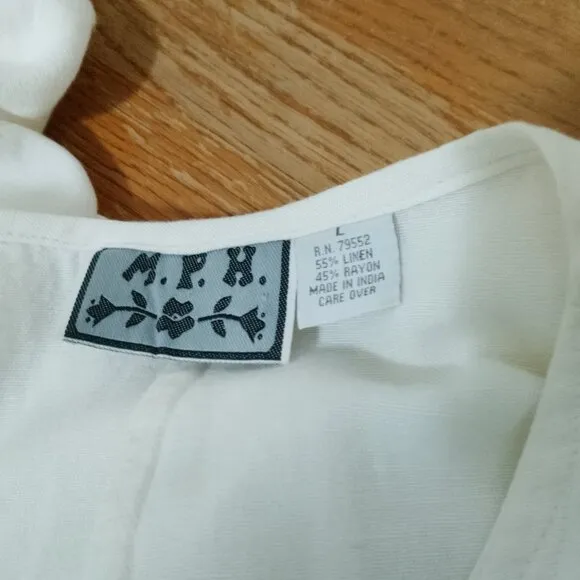 M.P.H.
L
R.N. 79552
55% LINEN
45% RAYON
MADE IN INDIA
CARE OVER